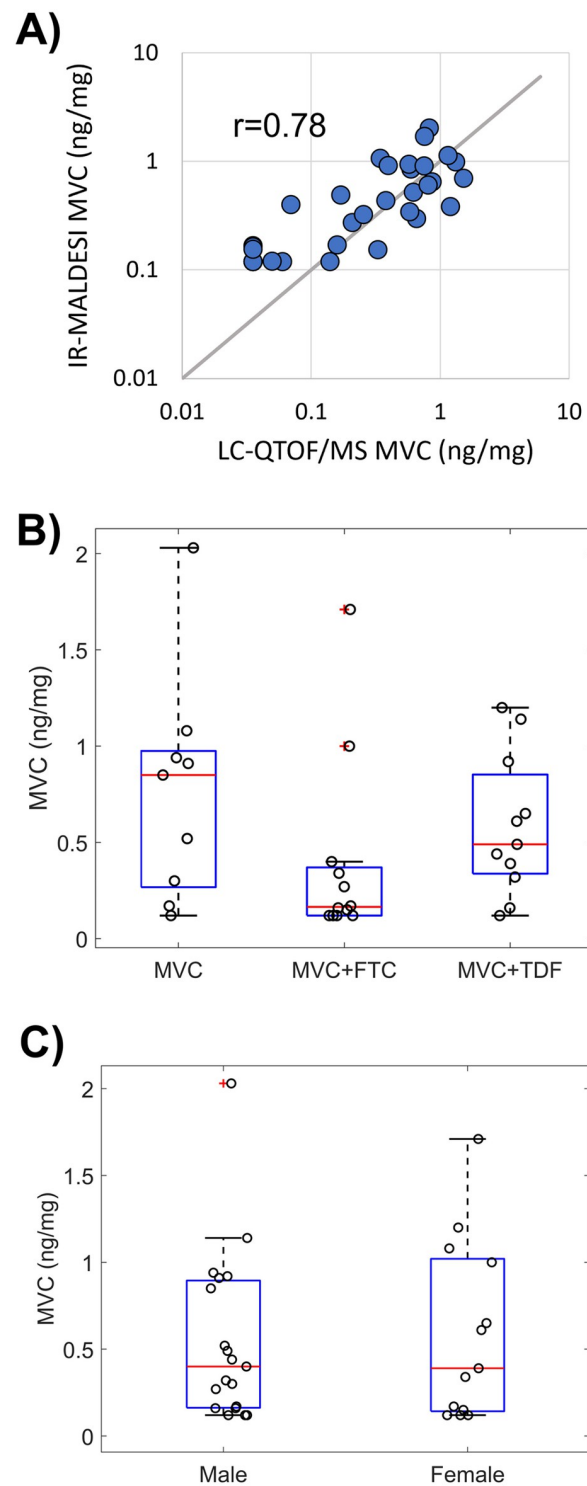 A)
IR-MALDESI MVC (ng/mg)
10
1
0.1
0.01
r=0.78
0.01 0.1 1 10
LC-QTOF/MS MVC (ng/mg)
B)
MVC (ng/mg)
2
1.5
1
0.5
0
MVC MVC+FTC MVC+TDF
C)
MVC (ng/mg)
2
1.5
1
0.5
0
Male Female